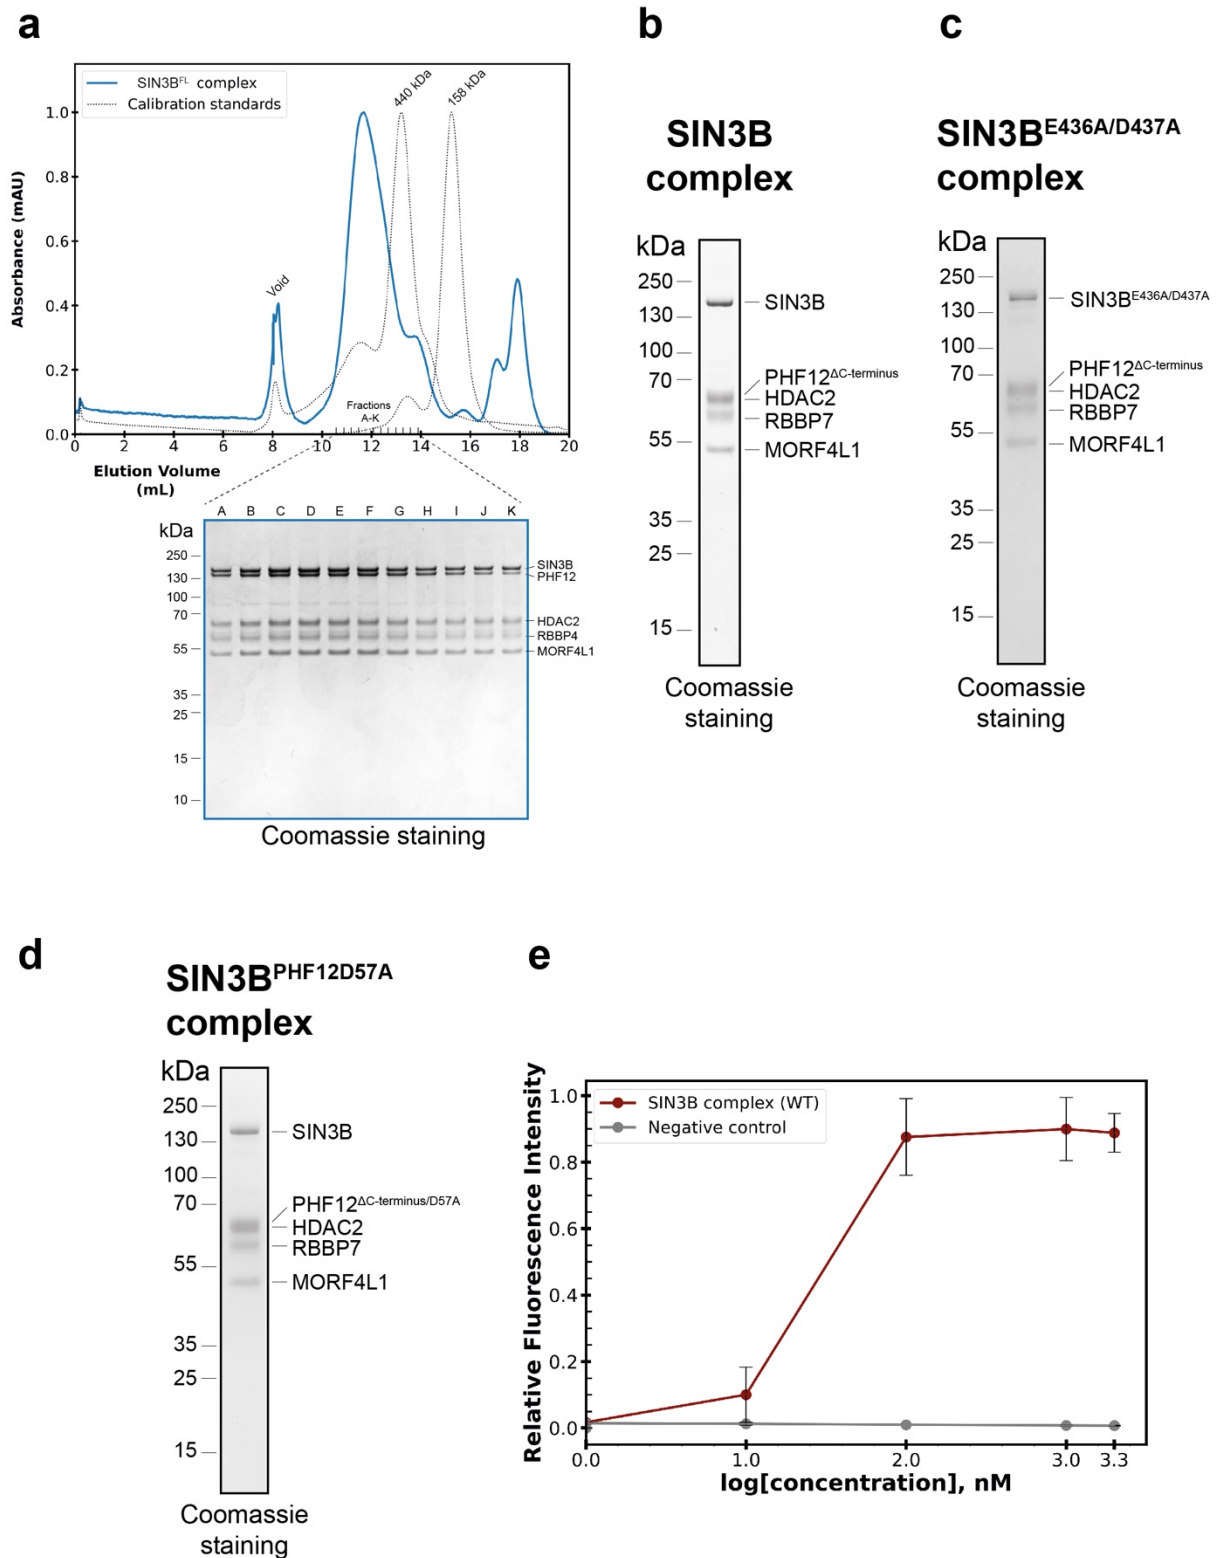 a
SIN3B^FL complex
Calibration standards
440 kDa
158 kDa
Void
Fractions
A-K
Absorbance (mAU)
1.0
0.8
0.6
0.4
0.2
0.0
0 2 4 6 8 10 12 14 16 18 20
Elution Volume
(mL)
A B C D E F G H I J K
kDa
250
130
100
70
55
35
25
15
10
SIN3B
PHF12
HDAC2
RBBP4
MORF4L1
Coomassie staining
b
SIN3B
complex
kDa
250
130
100
70
55
35
25
15
SIN3B
PHF12^ΔC-terminus
HDAC2
RBBP7
MORF4L1
Coomassie
staining
c
SIN3B^E436A/D437A
complex
kDa
250
130
100
70
55
35
25
15
SIN3B^E436A/D437A
PHF12^ΔC-terminus
HDAC2
RBBP7
MORF4L1
Coomassie
staining
d
SIN3B^PHF12D57A
complex
kDa
250
130
100
70
55
35
25
15
SIN3B
PHF12^ΔC-terminus/D57A
HDAC2
RBBP7
MORF4L1
Coomassie
staining
e
SIN3B complex (WT)
Negative control
Relative Fluorescence Intensity
1.0
0.8
0.6
0.4
0.2
0.0
0.0 1.0 2.0 3.0 3.3
log[concentration], nM